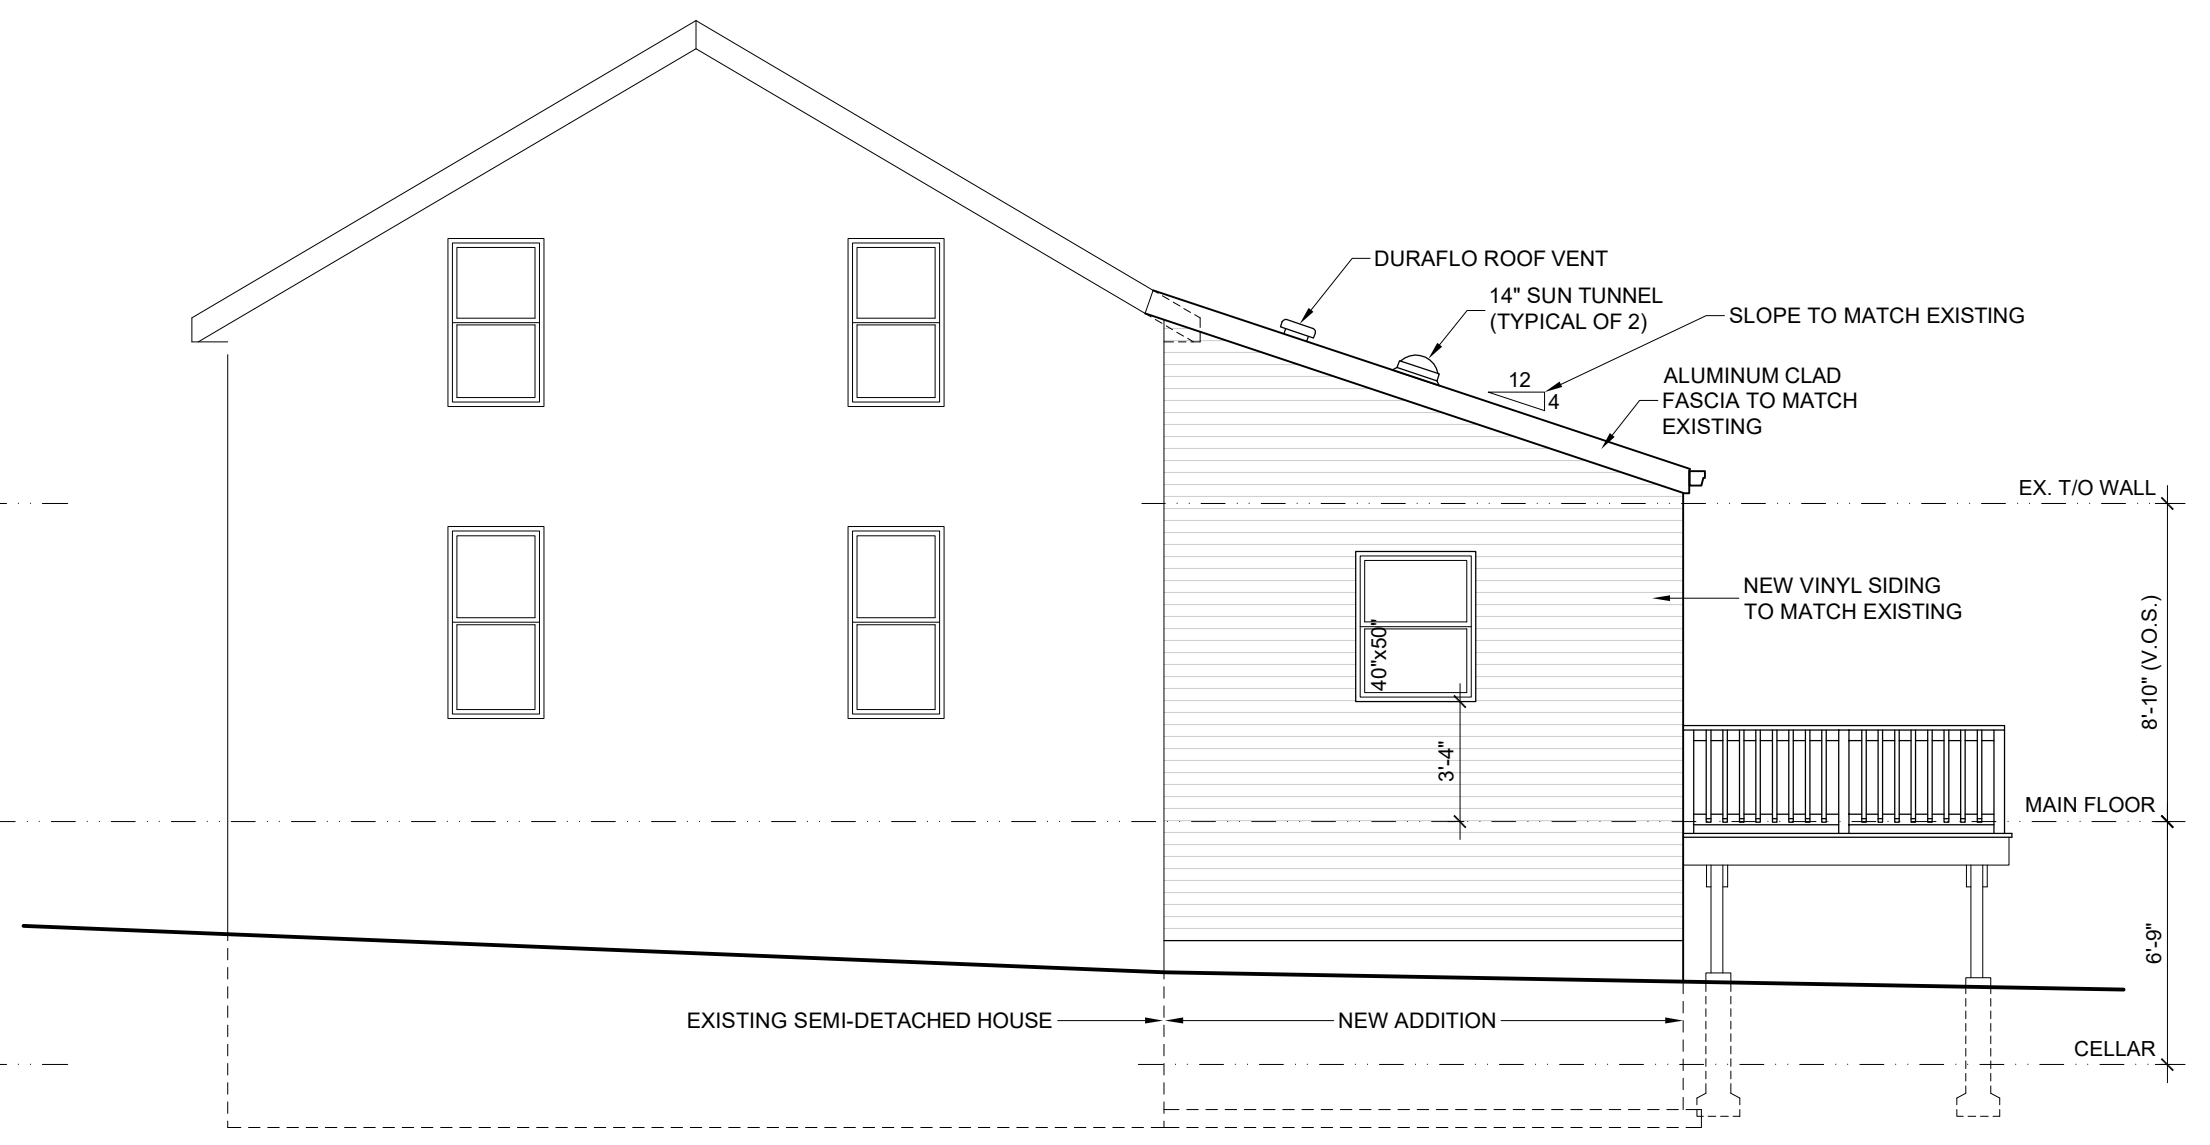 DURAFLO ROOF VENT
14" SUN TUNNEL
(TYPICAL OF 2)
SLOPE TO MATCH EXISTING
12
4
ALUMINUM CLAD
FASCIA TO MATCH
EXISTING
EX. T/O WALL
NEW VINYL SIDING
TO MATCH EXISTING
8'-10" (V.O.S.)
40"x50"
3'-4"
MAIN FLOOR
6'-9"
EXISTING SEMI-DETACHED HOUSE
NEW ADDITION
CELLAR